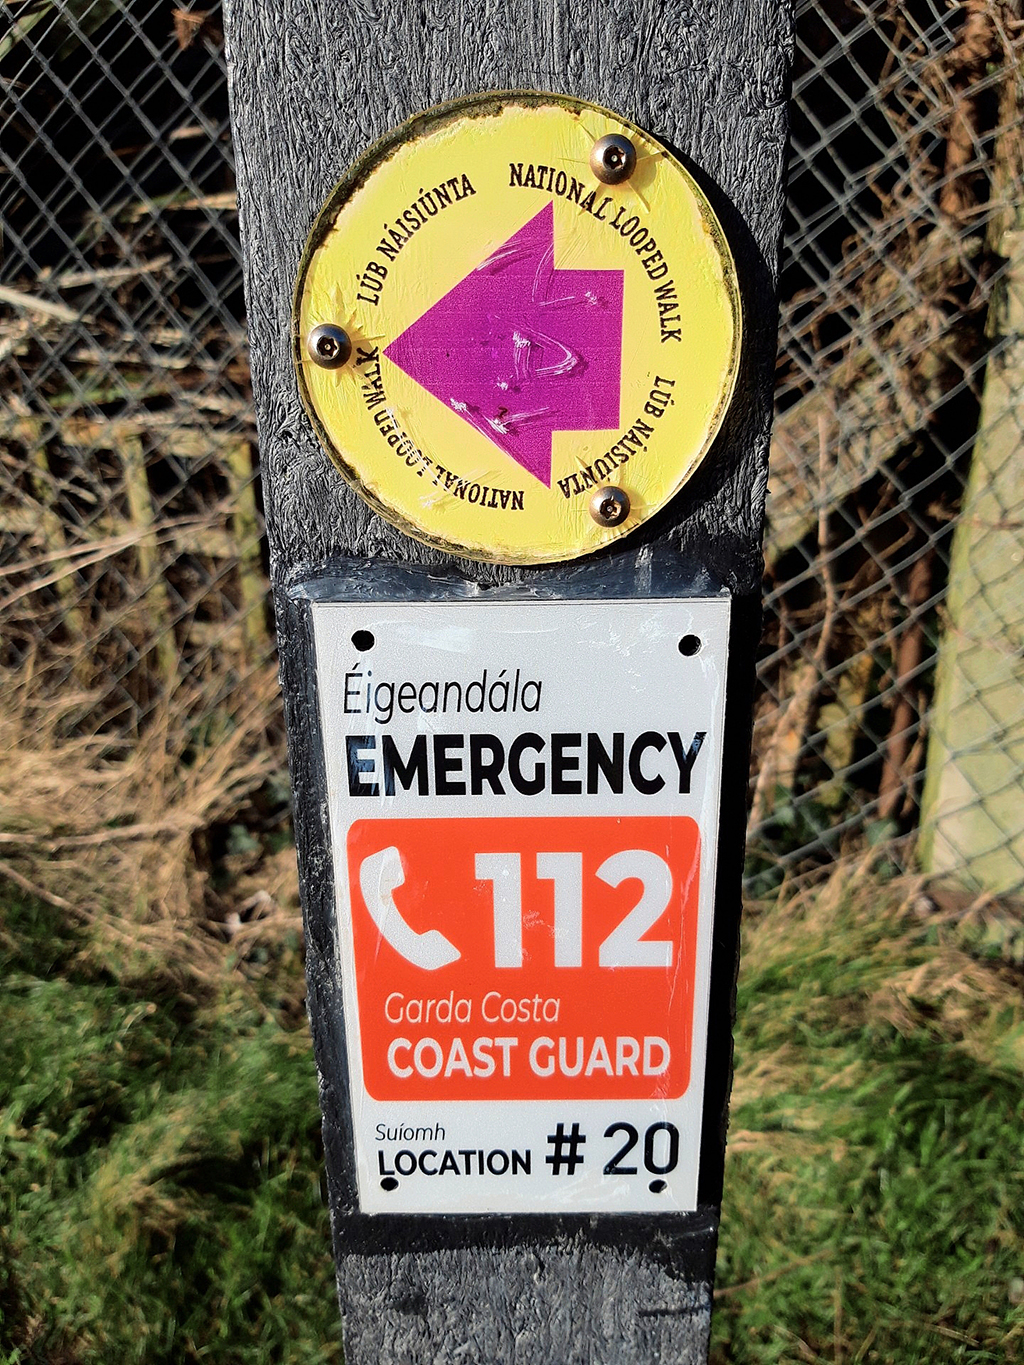 LÚB NÁISIÚNTA
NATIONAL LOOPED WALK
LÚB NÁISIÚNTA
NATIONAL LOOPED WALK
Éigeandála
EMERGENCY
112
Garda Costa
COAST GUARD
Suíomh
LOCATION # 20